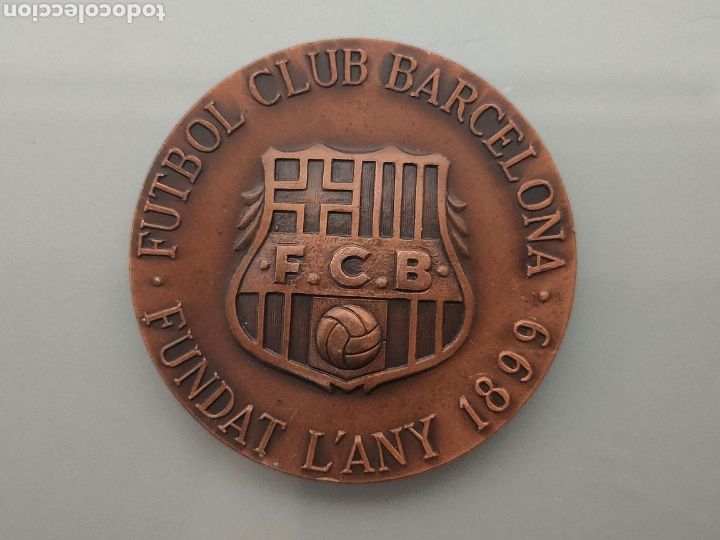 FUTBOL CLUB BARCELONA ·
FUNDAT L'ANY 1899 ·
·F.C.B.
todocoleccion